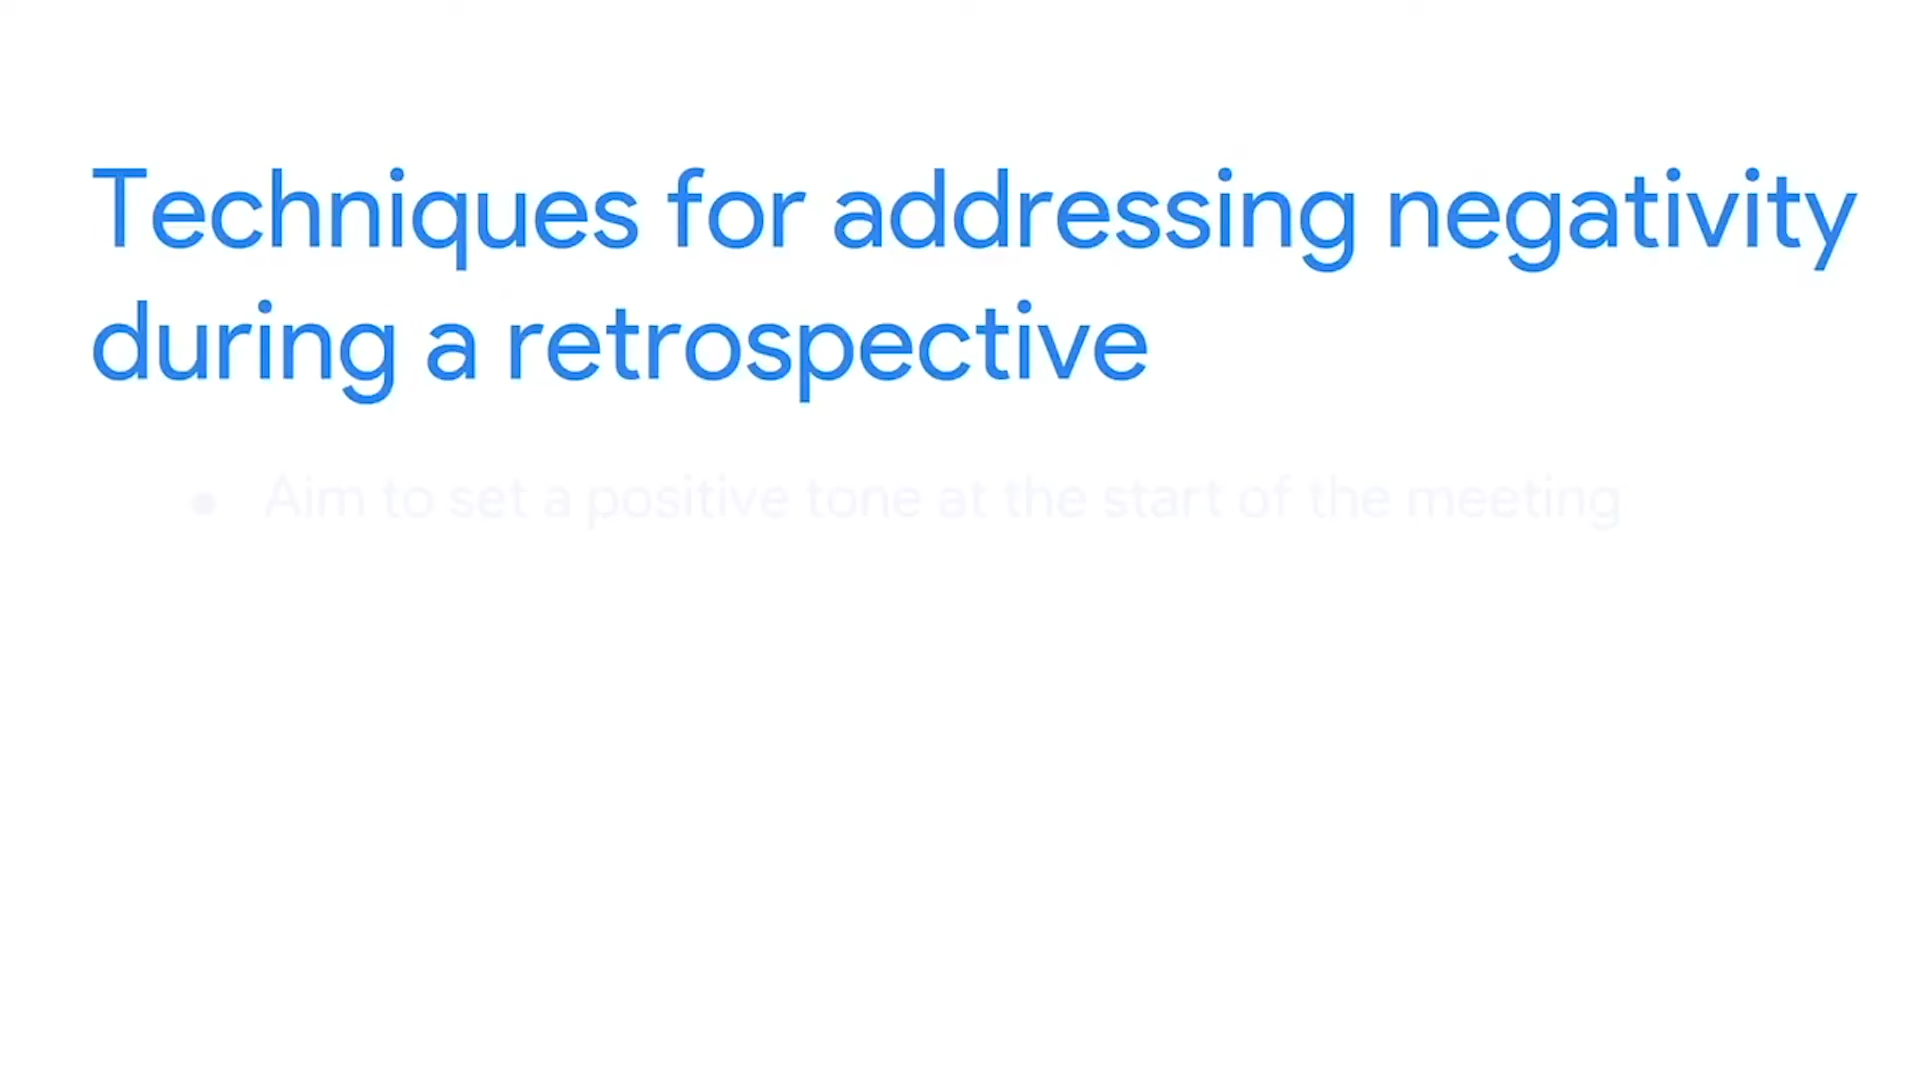 Techniques for addressing negativity
during a retrospective
• Aim to set a positive tone at the start of the meeting